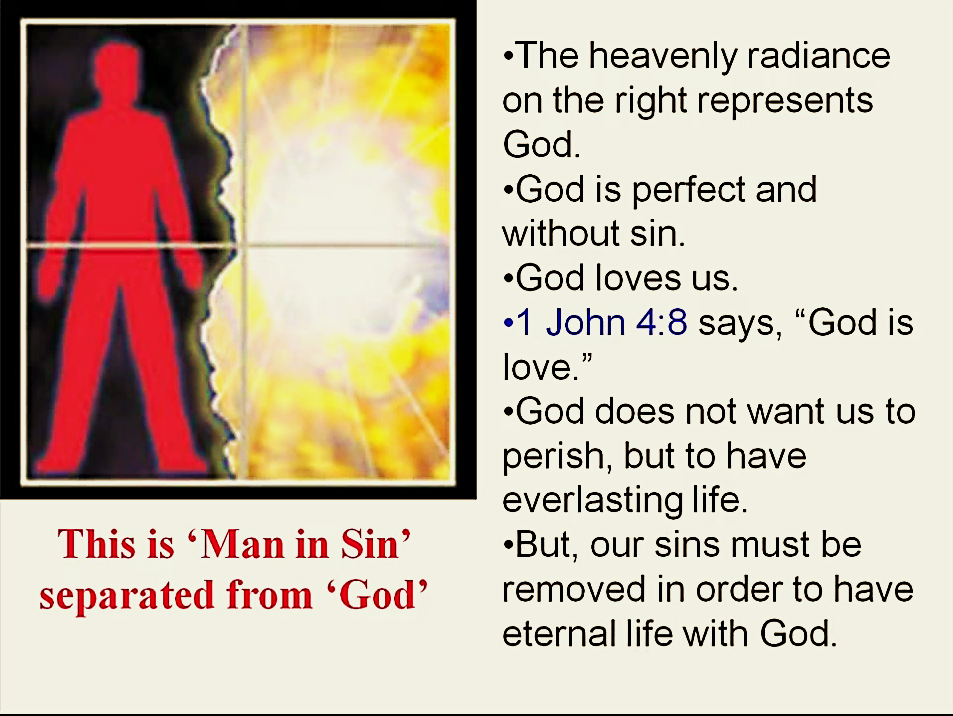 •The heavenly radiance
on the right represents
God.
•God is perfect and
without sin.
•God loves us.
•1 John 4:8 says, “God is
love.”
•God does not want us to
perish, but to have
everlasting life.
•But, our sins must be
removed in order to have
eternal life with God.
This is ‘Man in Sin’
separated from ‘God’